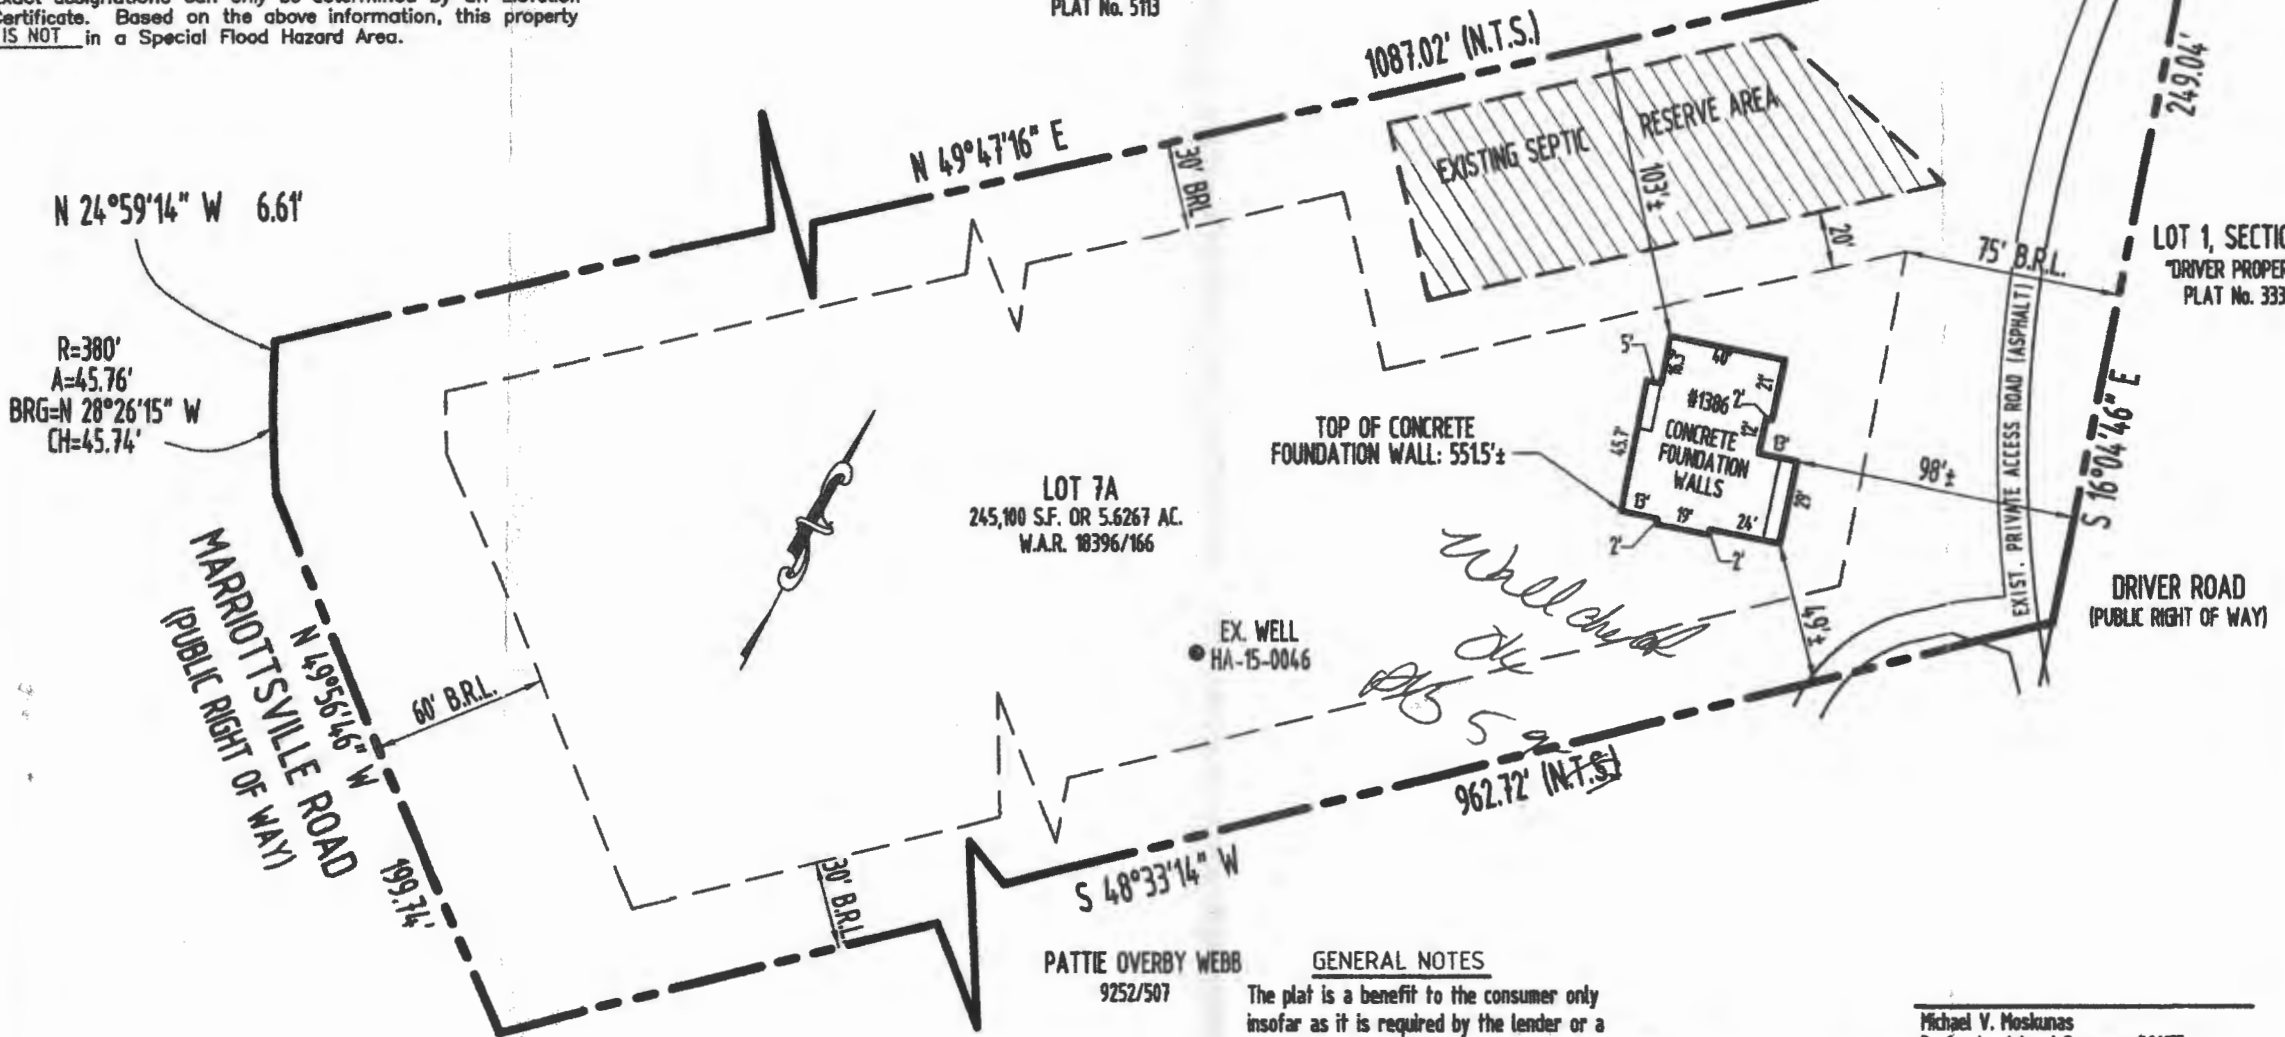 Certificate. Based on the above information, this property
IS NOT in a Special Flood Hazard Area.
PLAT No. 5113
1087.02' (N.T.S.)
249.04'
N 49°47'16" E
30' BRL
EXISTING SEPTIC
RESERVE AREA
103'±
20'
N 24°59'14" W 6.61'
R=380'
A=45.76'
BRG=N 28°26'15" W
CH=45.74'
75' B.R.L.
LOT 1, SECTIO
"DRIVER PROPER
PLAT No. 333
5'
16.3'
40'
21'
#1386
2'
12'
13'
CONCRETE
FOUNDATION
WALLS
45.7'
29'
13'
19'
24'
2'
2'
TOP OF CONCRETE
FOUNDATION WALL: 551.5'±
98'±
EXIST. PRIVATE ACCESS ROAD (ASPHALT)
S 16°04'46" E
LOT 7A
245,100 S.F. OR 5.6267 AC.
W.A.R. 18396/166
Wall check
OK
DRIVER ROAD
(PUBLIC RIGHT OF WAY)
49'±
EX. WELL
HA-15-0046
MARRIOTTSVILLE ROAD
(PUBLIC RIGHT OF WAY)
N 49°56'46" W
199.74'
60' B.R.L.
962.72' (N.T.S.)
S 48°33'14" W
30' B.R.L.
PATTIE OVERBY WEBB
9252/507
GENERAL NOTES
The plat is a benefit to the consumer only
insofar as it is required by the lender or a
Michael V. Moskunas